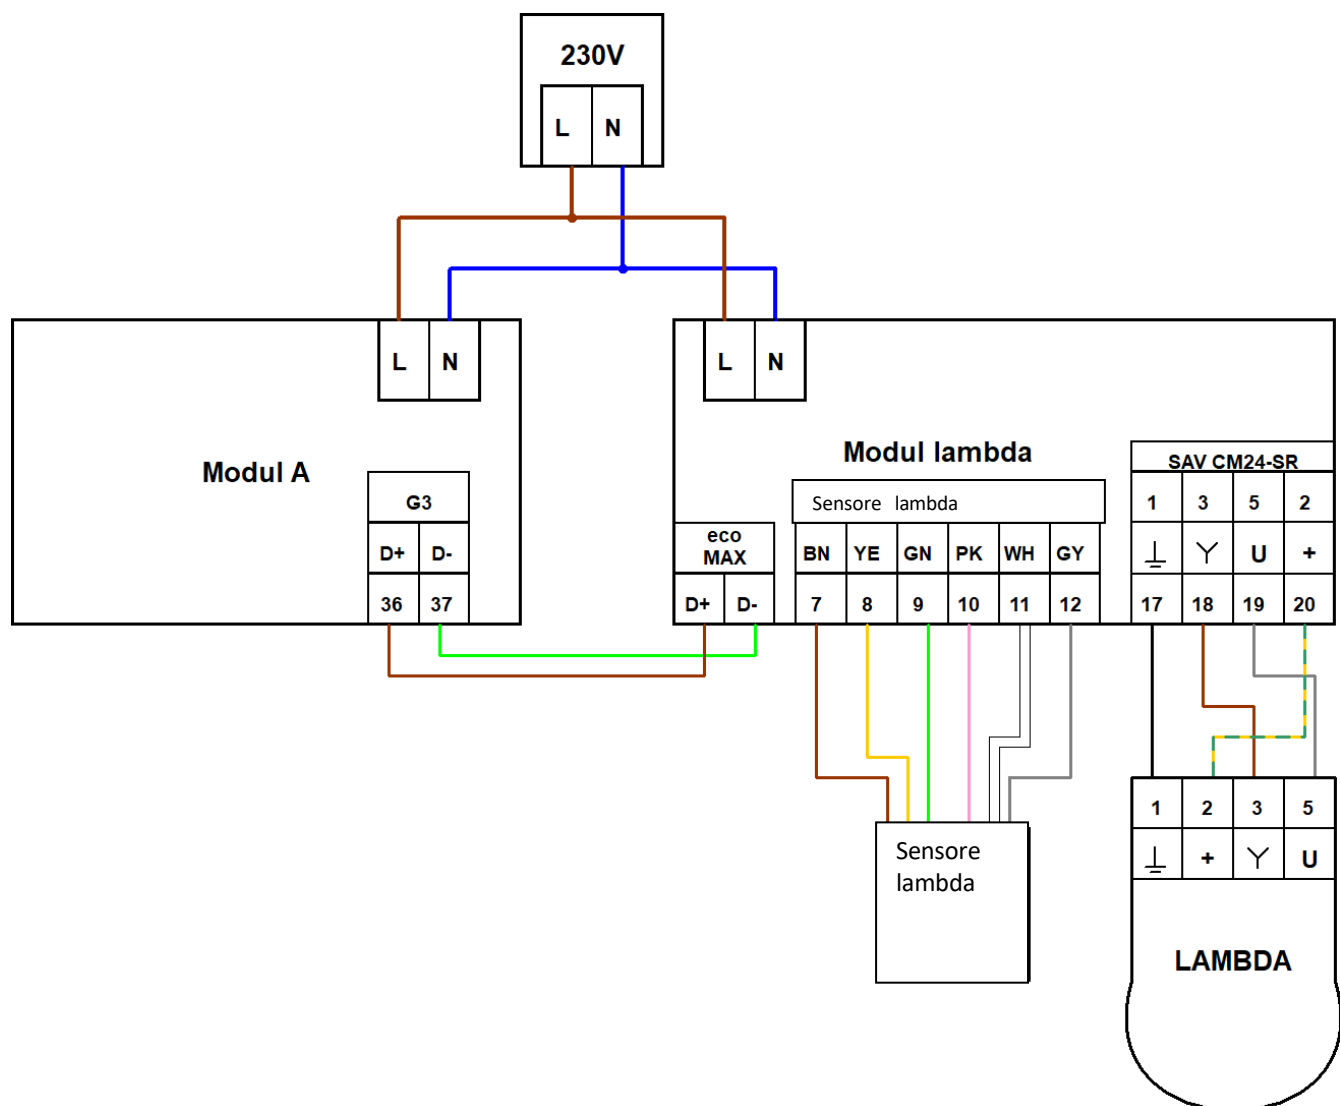 230V
L N
L N
L N
Modul A
Modul lambda
G3
D+ D-
36 37
eco
MAX
D+ D-
Sensore lambda
BN YE GN PK WH GY
7 8 9 10 11 12
SAV CM24-SR
1 3 5 2
Y U +
17 18 19 20
Sensore
lambda
1 2 3 5
+ Y U
LAMBDA